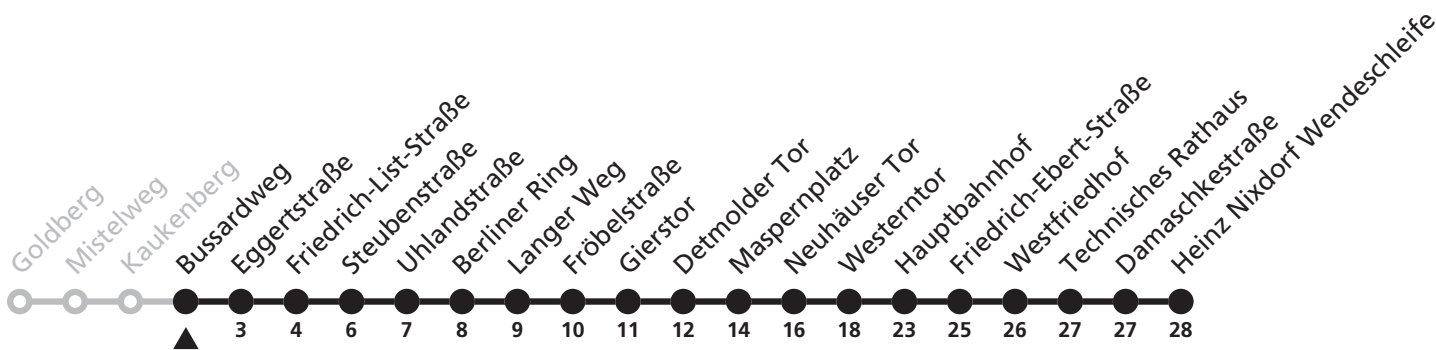 Goldberg
Mistelweg
Kaukenberg
Bussardweg
Eggertstraße
Friedrich-List-Straße
Steubenstraße
Uhlandstraße
Berliner Ring
Langer Weg
Fröbelstraße
Gierstor
Detmolder Tor
Maspernplatz
Neuhäuser Tor
Westerntor
Hauptbahnhof
Friedrich-Ebert-Straße
Westfriedhof
Technisches Rathaus
Damaschkestraße
Heinz Nixdorf Wendeschleife
3 4 6 7 8 9 10 11 12 14 16 18 23 25 26 27 27 28